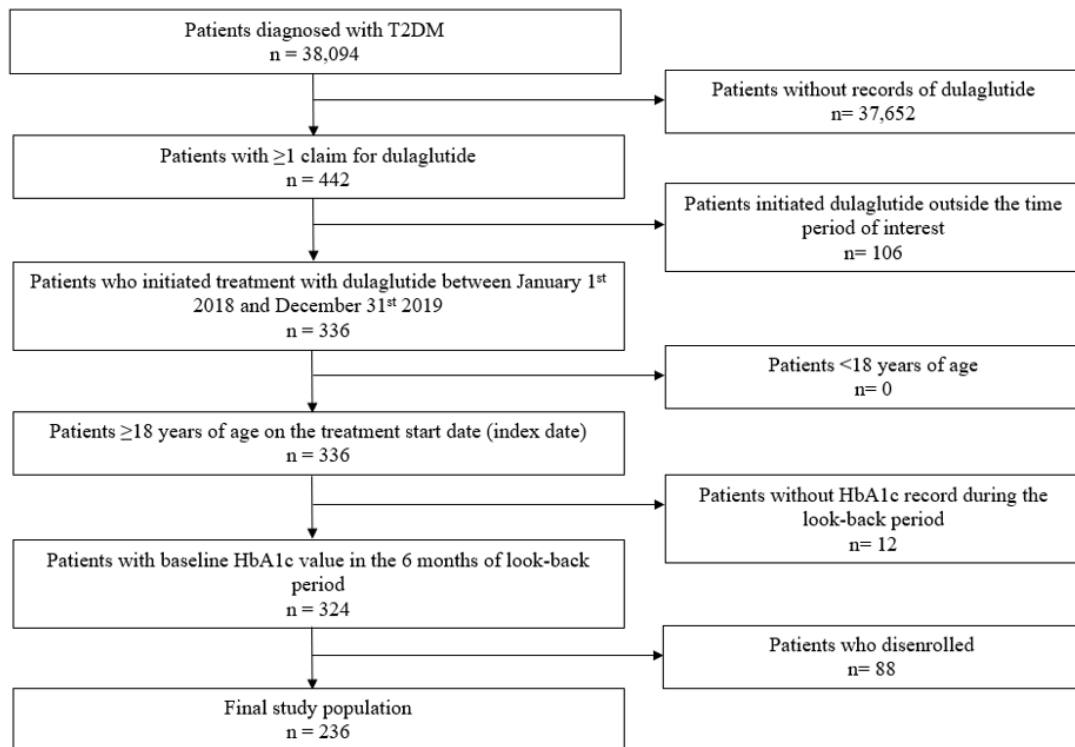 Patients diagnosed with T2DM
n = 38,094
Patients without records of dulaglutide
n= 37,652
Patients with ≥1 claim for dulaglutide
n = 442
Patients initiated dulaglutide outside the time
period of interest
n= 106
Patients who initiated treatment with dulaglutide between January 1st
2018 and December 31st 2019
n = 336
Patients <18 years of age
n= 0
Patients ≥18 years of age on the treatment start date (index date)
n = 336
Patients without HbA1c record during the
look-back period
n= 12
Patients with baseline HbA1c value in the 6 months of look-back
period
n = 324
Patients who disenrolled
n= 88
Final study population
n = 236